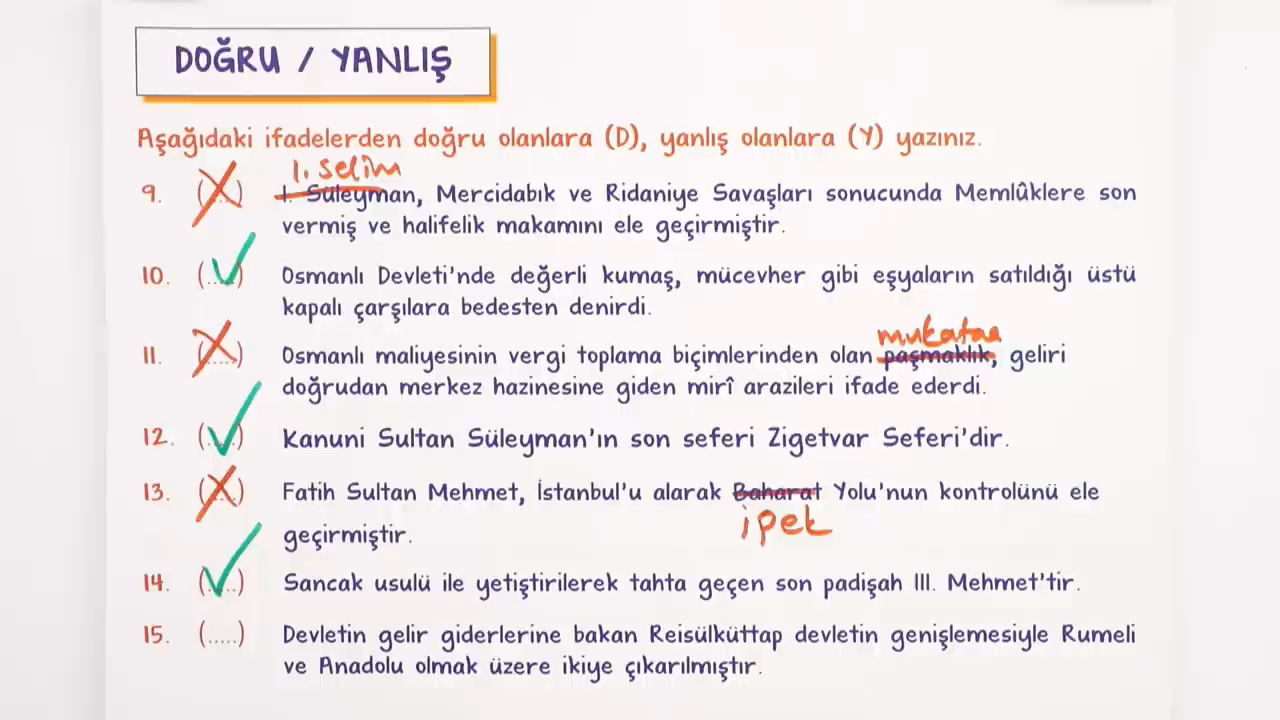 DOĞRU / YANLIŞ
Aşağıdaki ifadelerden doğru olanlara (D), yanlış olanlara (Y) yazınız.
I. Selim
9. (.....) I. Süleyman, Mercidabık ve Ridaniye Savaşları sonucunda Memlûklere son
vermiş ve halifelik makamını ele geçirmiştir.
10. (.....) Osmanlı Devleti'nde değerli kumaş, mücevher gibi eşyaların satıldığı üstü
kapalı çarşılara bedesten denirdi.
mukataa
11. (.....) Osmanlı maliyesinin vergi toplama biçimlerinden olan paşmaklık, geliri
doğrudan merkez hazinesine giden mirî arazileri ifade ederdi.
12. (.....) Kanuni Sultan Süleyman'ın son seferi Zigetvar Seferi'dir.
13. (.....) Fatih Sultan Mehmet, İstanbul'u alarak Baharat Yolu'nun kontrolünü ele
ipek
geçirmiştir.
14. (.....) Sancak usulü ile yetiştirilerek tahta geçen son padişah III. Mehmet'tir.
15. (.....) Devletin gelir giderlerine bakan Reisülküttap devletin genişlemesiyle Rumeli
ve Anadolu olmak üzere ikiye çıkarılmıştır.